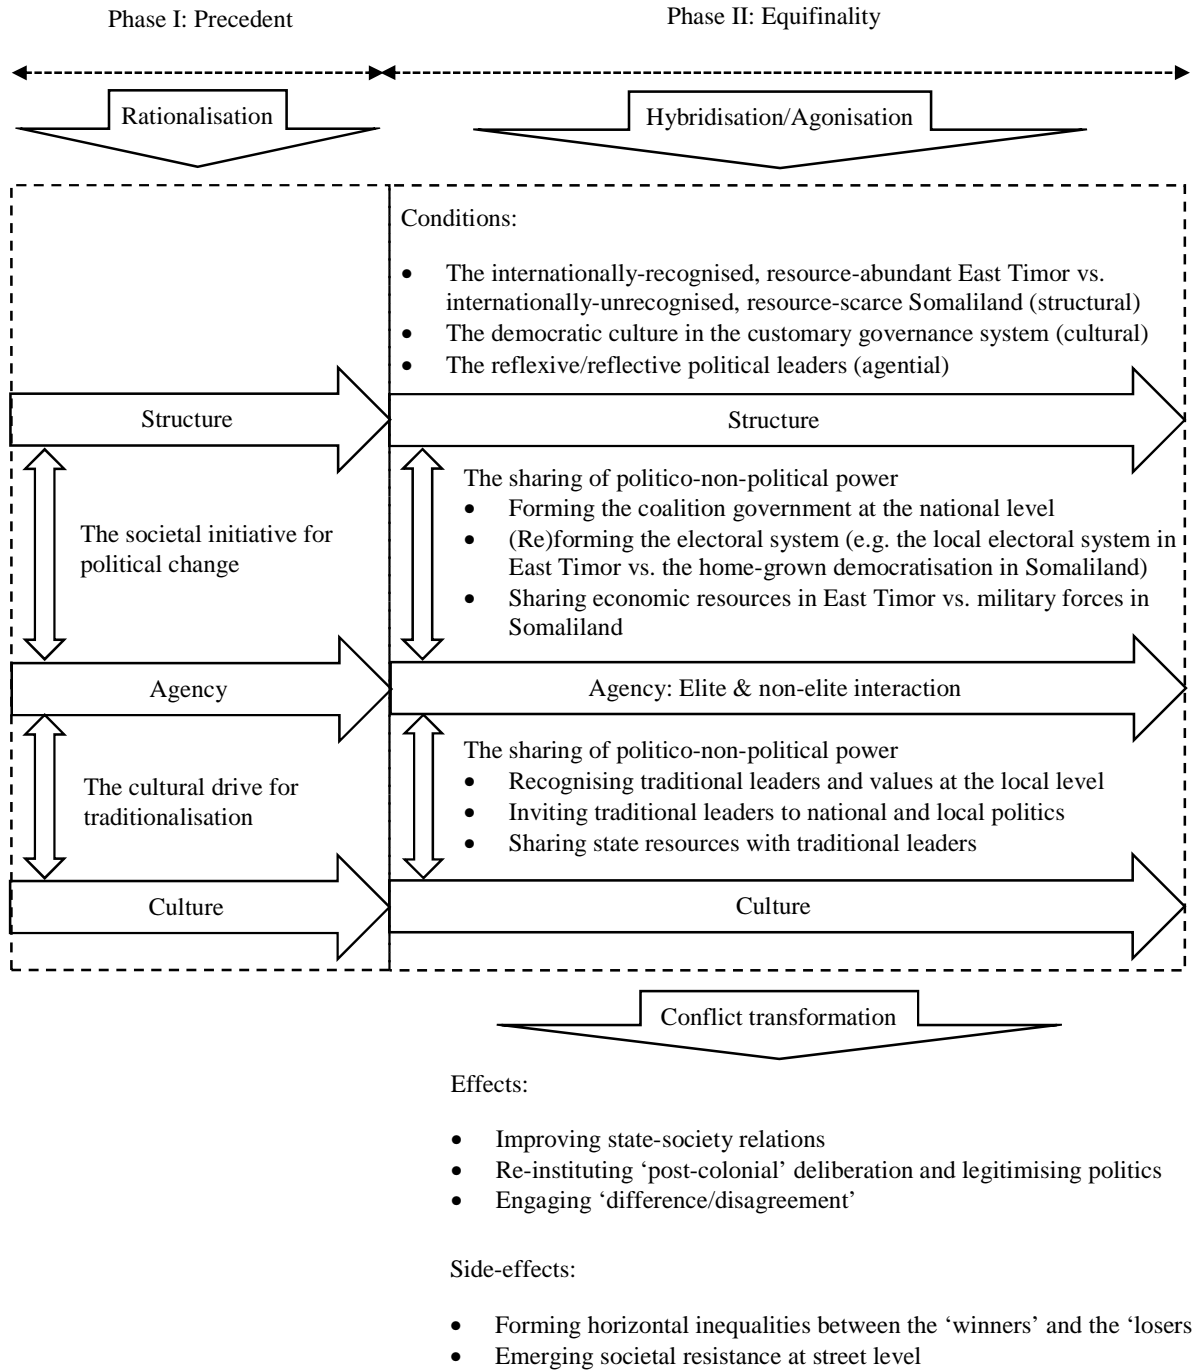 Phase I: Precedent
Phase II: Equifinality
Rationalisation
Hybridisation/Agonisation
Conditions:
• The internationally-recognised, resource-abundant East Timor vs.
internationally-unrecognised, resource-scarce Somaliland (structural)
• The democratic culture in the customary governance system (cultural)
• The reflexive/reflective political leaders (agential)
Structure
Structure
The societal initiative for
political change
The sharing of politico-non-political power
• Forming the coalition government at the national level
• (Re)forming the electoral system (e.g. the local electoral system in
East Timor vs. the home-grown democratisation in Somaliland)
• Sharing economic resources in East Timor vs. military forces in
Somaliland
Agency
Agency: Elite & non-elite interaction
The cultural drive for
traditionalisation
The sharing of politico-non-political power
• Recognising traditional leaders and values at the local level
• Inviting traditional leaders to national and local politics
• Sharing state resources with traditional leaders
Culture
Culture
Conflict transformation
Effects:
• Improving state-society relations
• Re-instituting ‘post-colonial’ deliberation and legitimising politics
• Engaging ‘difference/disagreement’
Side-effects:
• Forming horizontal inequalities between the ‘winners’ and the ‘losers
• Emerging societal resistance at street level